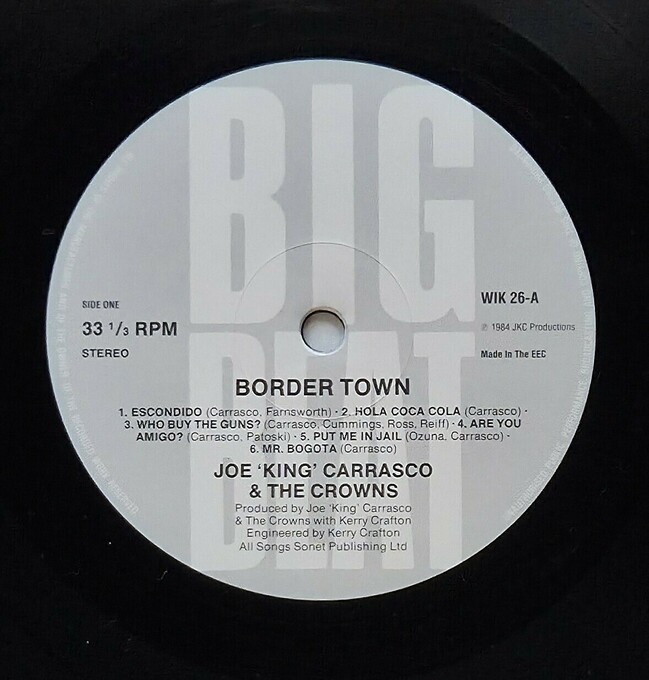 BIG
BEAT
SIDE ONE
33 1/3 RPM
STEREO
WIK 26-A
℗ 1984 JKC Productions
Made In The EEC
BORDER TOWN
1. ESCONDIDO (Carrasco, Farnsworth) · 2. HOLA COCA COLA (Carrasco) ·
3. WHO BUY THE GUNS? (Carrasco, Cummings, Ross, Reiff) · 4. ARE YOU
AMIGO? (Carrasco, Patoski) · 5. PUT ME IN JAIL (Ozuna, Carrasco) ·
6. MR. BOGOTA (Carrasco)
JOE ‘KING’ CARRASCO
& THE CROWNS
Produced by Joe ‘King’ Carrasco
& The Crowns with Kerry Crafton
Engineered by Kerry Crafton
All Songs Sonet Publishing Ltd